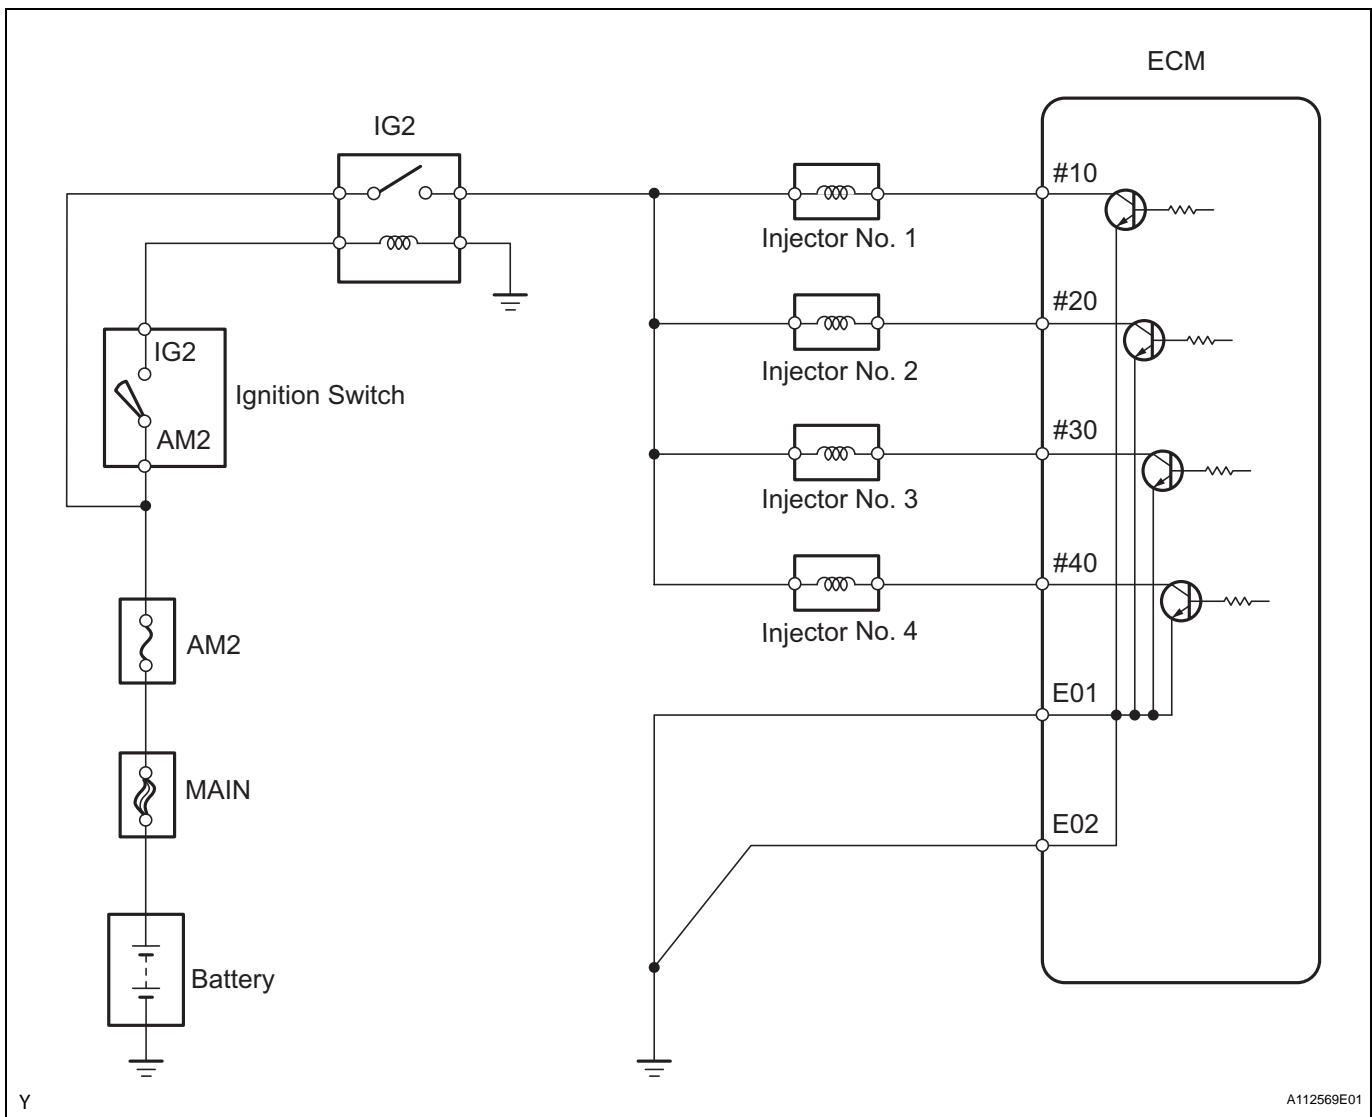 ECM
IG2
#10
Injector No. 1
#20
IG2
Injector No. 2
Ignition Switch
#30
AM2
Injector No. 3
#40
Injector No. 4
AM2
E01
MAIN
E02
Battery
Y
A112569E01